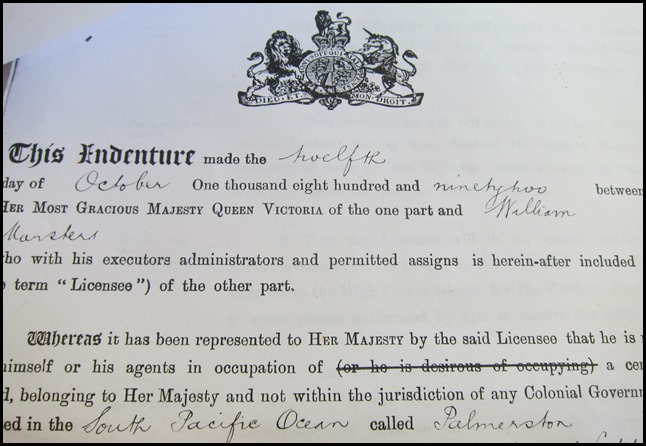 DIEU · ET · MON · DROIT
This Indenture made the twelfth
day of October One thousand eight hundred and ninetytwo between
HER MOST GRACIOUS MAJESTY QUEEN VICTORIA of the one part and William
Marsters
ho with his executors administrators and permitted assigns is herein-after included
e term “Licensee”) of the other part.
Whereas it has been represented to HER MAJESTY by the said Licensee that he is
himself or his agents in occupation of (or he is desirous of occupying) a cer
d, belonging to Her Majesty and not within the jurisdiction of any Colonial Governm
ed in the South Pacific Ocean called Palmerston